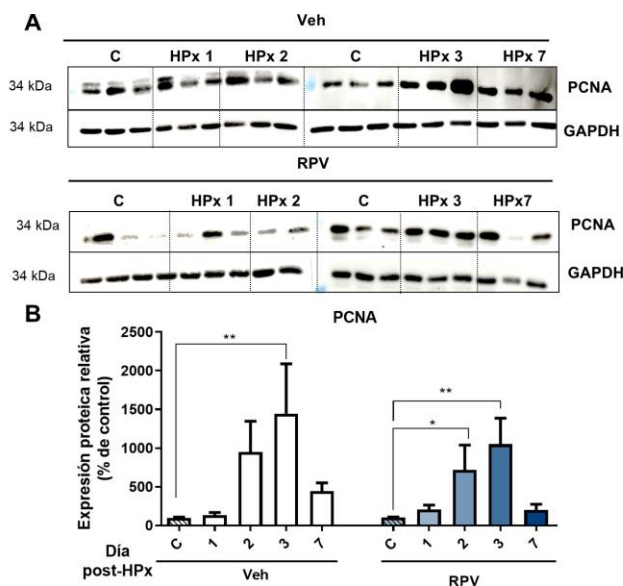 A
Veh
C HPx 1 HPx 2 C HPx 3 HPx 7
34 kDa PCNA
34 kDa GAPDH
RPV
C HPx 1 HPx 2 C HPx 3 HPx7
34 kDa PCNA
34 kDa GAPDH
B
PCNA
Expresión proteica relativa
(% de control)
2500
2000
1500
1000
500
0
**
**
*
C 1 2 3 7 C 1 2 3 7
Día
post-HPx
Veh RPV